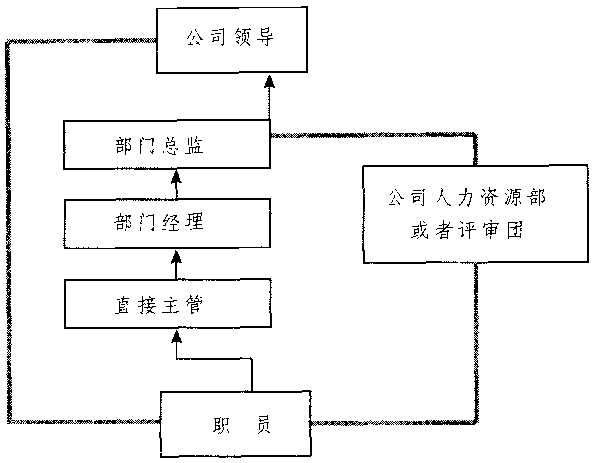 公司领导
部门总监
公司人力资源部
或者评审团
部门经理
直接主管
职 员